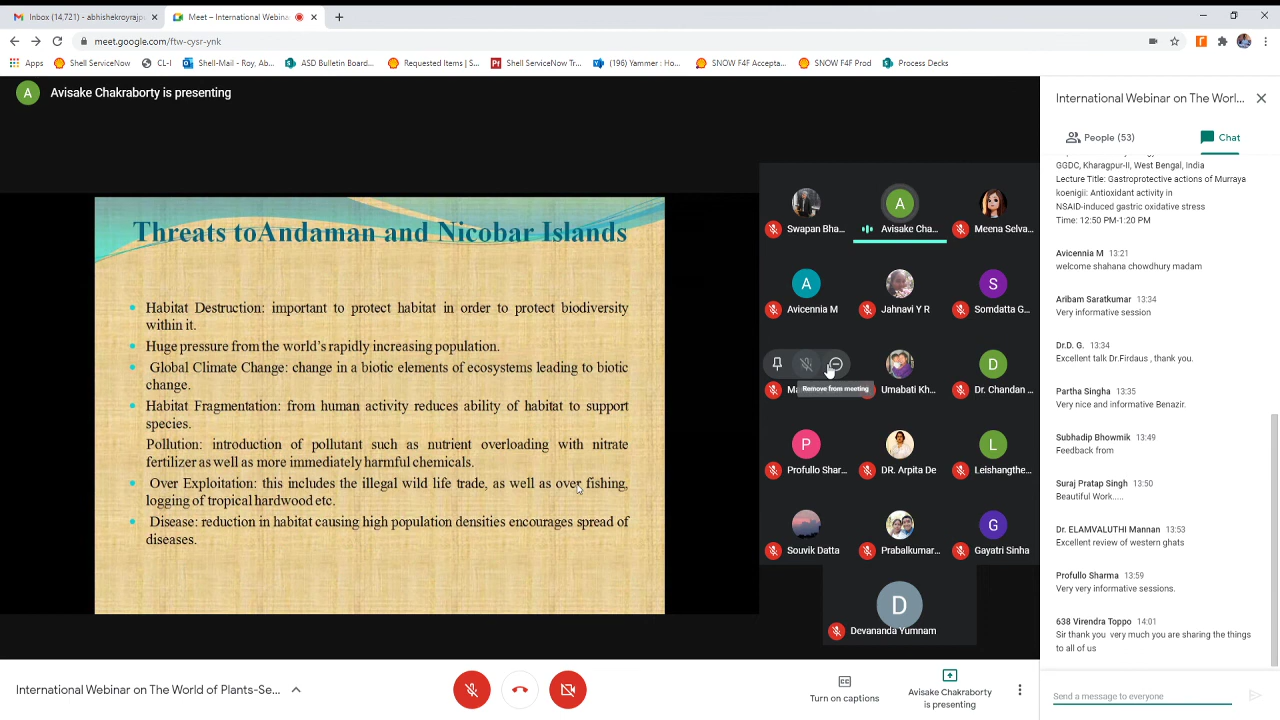 Inbox (14,721) - abhishekroyrajp
Meet – International Webina
meet.google.com/ftw-cysr-ynk
Apps
Shell ServiceNow
CL-I
Shell-Mail - Roy, Ab...
ASD Bulletin Board...
Requested Items | S...
Shell ServiceNow Tr...
(196) Yammer : Ho...
SNOW F4F Accepta...
SNOW F4F Prod
Process Decks
A
Avisake Chakraborty is presenting
Threats toAndaman and Nicobar Islands
Habitat Destruction: important to protect habitat in order to protect biodiversity
within it.
Huge pressure from the world's rapidly increasing population.
Global Climate Change: change in a biotic elements of ecosystems leading to biotic
change.
Habitat Fragmentation: from human activity reduces ability of habitat to support
species.
Pollution: introduction of pollutant such as nutrient overloading with nitrate
fertilizer as well as more immediately harmful chemicals.
Over Exploitation: this includes the illegal wild life trade, as well as over fishing,
logging of tropical hardwood etc.
Disease: reduction in habitat causing high population densities encourages spread of
diseases.
Swapan Bha...
A
Avisake Cha...
Meena Selva...
A
Avicennia M
Jahnavi Y R
S
Somdatta G...
Ma
Remove from meeting
Umabati Kh...
D
Dr. Chandan ...
P
Profullo Shar...
DR. Arpita De
L
Leishangthe...
Souvik Datta
Prabalkumar...
G
Gayatri Sinha
D
Devananda Yumnam
International Webinar on The Worl...
People (53)
Chat
GGDC, Kharagpur-II, West Bengal, India
Lecture Title: Gastroprotective actions of Murraya
koenigii: Antioxidant activity in
NSAID-induced gastric oxidative stress
Time: 12:50 PM-1:20 PM
Avicennia M 13:21
welcome shahana chowdhury madam
Aribam Saratkumar 13:34
Very informative session
Dr.D. G. 13:34
Excellent talk Dr.Firdaus , thank you.
Partha Singha 13:35
Very nice and informative Benazir.
Subhadip Bhowmik 13:49
Feedback from
Suraj Pratap Singh 13:50
Beautiful Work.....
Dr. ELAMVALUTHI Mannan 13:53
Excellent review of western ghats
Profullo Sharma 13:59
Very very informative sessions.
638 Virendra Toppo 14:01
Sir thank you very much you are sharing the things
to all of us
Send a message to everyone
International Webinar on The World of Plants-Se...
Turn on captions
Avisake Chakraborty
is presenting